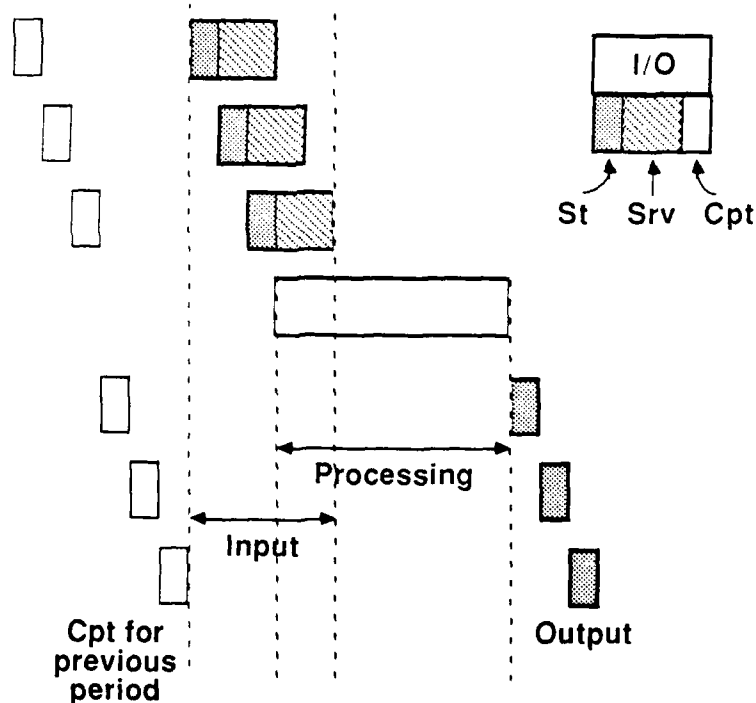 I/O
St Srv Cpt
Processing
Input
Cpt for
previous
period
Output